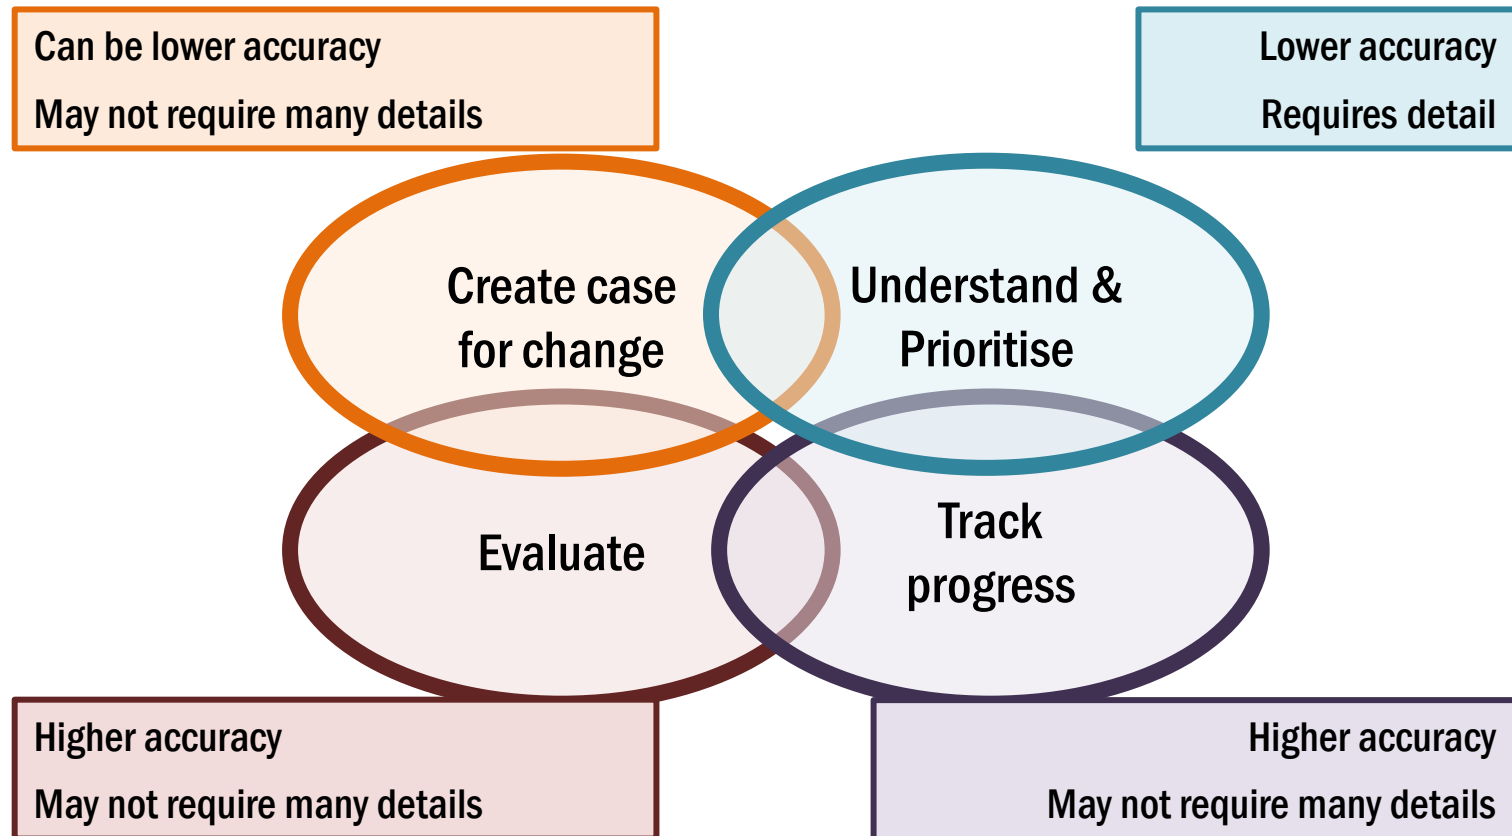 Can be lower accuracy
May not require many details
Lower accuracy
Requires detail
Create case
for change
Understand &
Prioritise
Evaluate
Track
progress
Higher accuracy
May not require many details
Higher accuracy
May not require many details